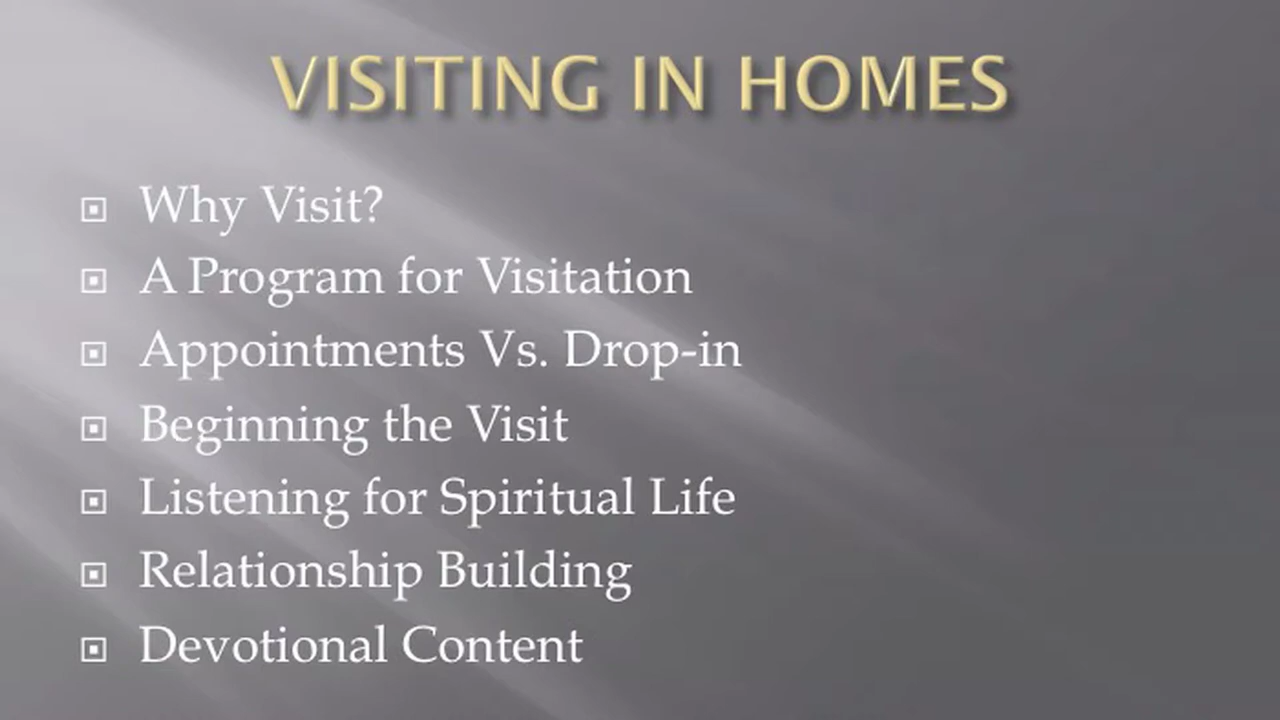 VISITING IN HOMES
Why Visit?
A Program for Visitation
Appointments Vs. Drop-in
Beginning the Visit
Listening for Spiritual Life
Relationship Building
Devotional Content